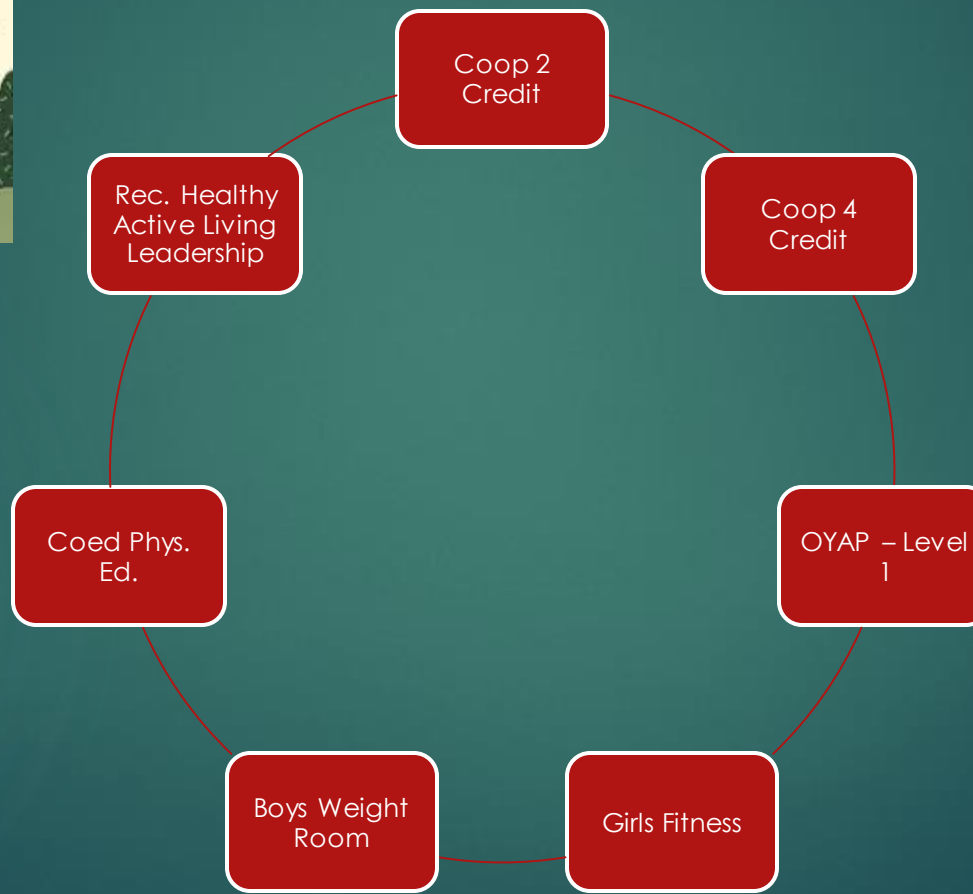 Coop 2
Credit
Coop 4
Credit
OYAP – Level
1
Girls Fitness
Boys Weight
Room
Coed Phys.
Ed.
Rec. Healthy
Active Living
Leadership